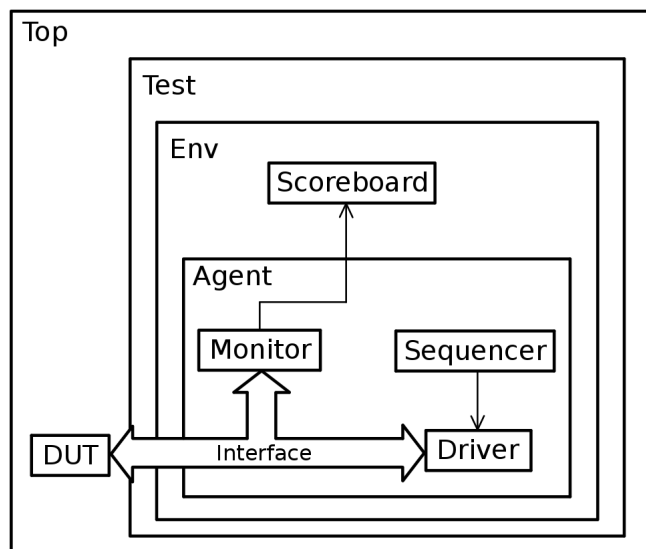 Top
Test
Env
Scoreboard
Agent
Monitor
Sequencer
DUT
Interface
Driver